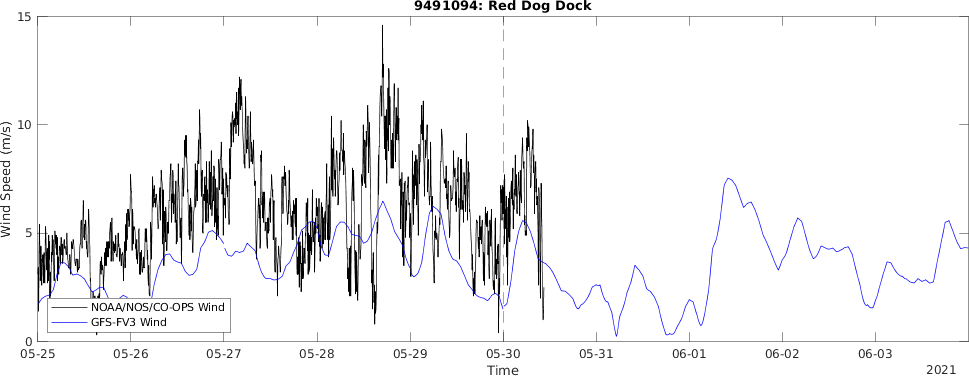 9491094: Red Dog Dock
Wind Speed (m/s)
15
10
5
0
NOAA/NOS/CO-OPS Wind
GFS-FV3 Wind
05-25 05-26 05-27 05-28 05-29 05-30 05-31 06-01 06-02 06-03
Time
2021